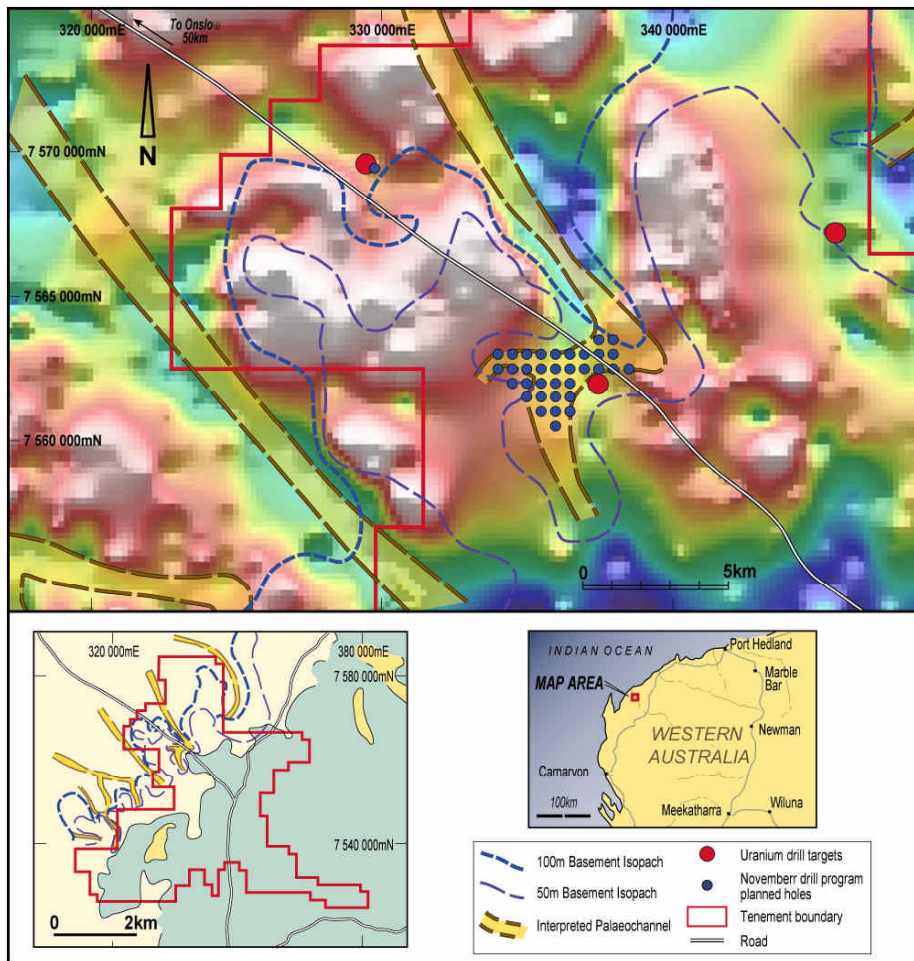 320 000mE
To Onslow
50km
330 000mE
340 000mE
N
7 570 000mN
7 565 000mN
7 560 000mN
0 5km
320 000mE
380 000mE
7 580 000mN
7 540 000mN
0 2km
INDIAN OCEAN
Port Hedland
MAP AREA
Marble
Bar
Newman
WESTERN
AUSTRALIA
Carnarvon
100km
Meekatharra
Wiluna
100m Basement Isopach
50m Basement Isopach
Interpreted Palaeochannel
Uranium drill targets
Novemberr drill program
planned holes
Tenement boundary
Road